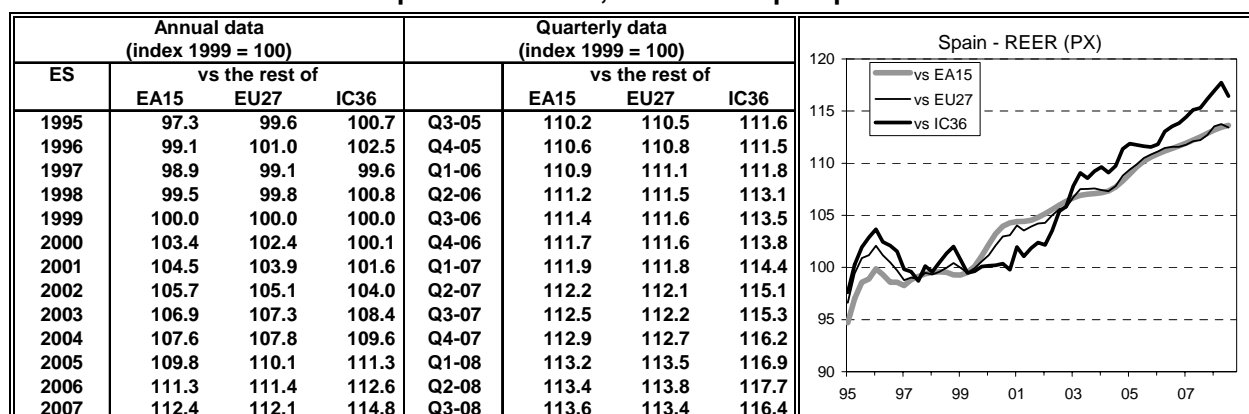 Annual data Quarterly data
(index 1999 = 100) (index 1999 = 100)
ES vs the rest of vs the rest of
EA15 EU27 IC36 EA15 EU27 IC36
1995 97.3 99.6 100.7 Q3-05 110.2 110.5 111.6
1996 99.1 101.0 102.5 Q4-05 110.6 110.8 111.5
1997 98.9 99.1 99.6 Q1-06 110.9 111.1 111.8
1998 99.5 99.8 100.8 Q2-06 111.2 111.5 113.1
1999 100.0 100.0 100.0 Q3-06 111.4 111.6 113.5
2000 103.4 102.4 100.1 Q4-06 111.7 111.6 113.8
2001 104.5 103.9 101.6 Q1-07 111.9 111.8 114.4
2002 105.7 105.1 104.0 Q2-07 112.2 112.1 115.1
2003 106.9 107.3 108.4 Q3-07 112.5 112.2 115.3
2004 107.6 107.8 109.6 Q4-07 112.9 112.7 116.2
2005 109.8 110.1 111.3 Q1-08 113.2 113.5 116.9
2006 111.3 111.4 112.6 Q2-08 113.4 113.8 117.7
2007 112.4 112.1 114.8 Q3-08 113.6 113.4 116.4
Spain - REER (PX)
vs EA15
vs EU27
vs IC36
120
115
110
105
100
95
90
95 97 99 01 03 05 07